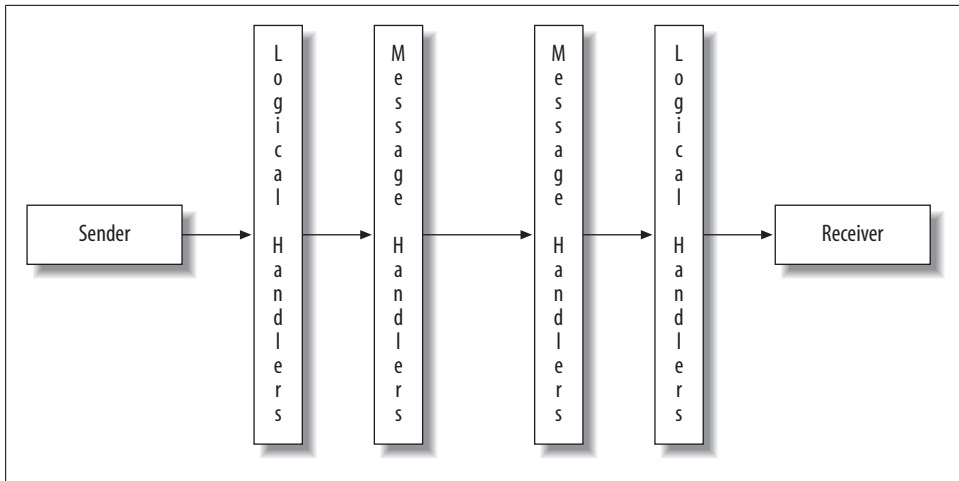 Sender
Logical Handlers
Message Handlers
Message Handlers
Logical Handlers
Receiver